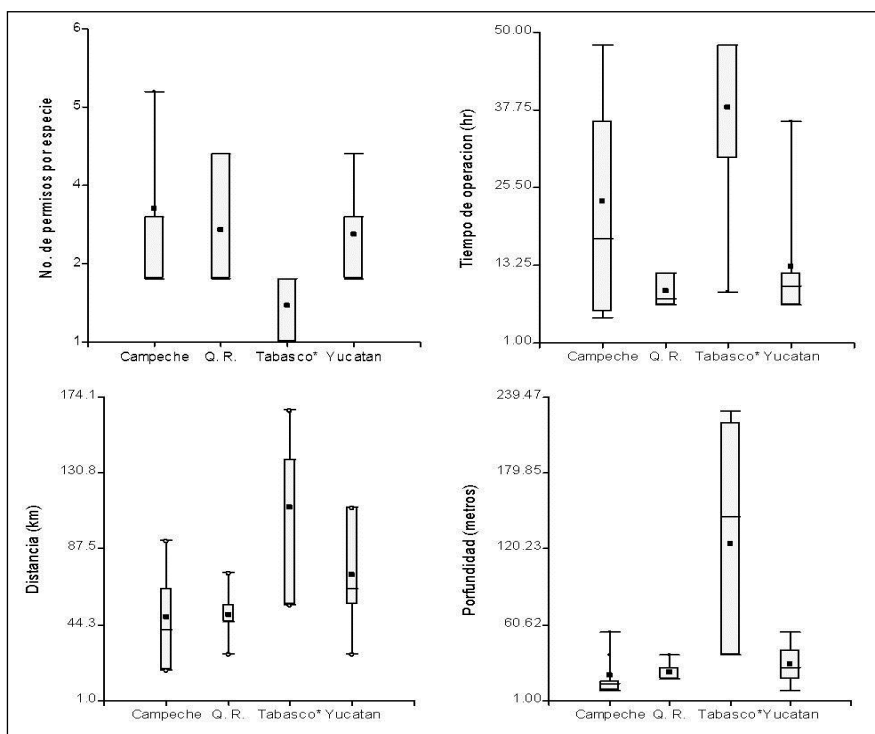 No. de permisos por especie
6
5
4
2
1
Campeche Q. R. Tabasco* Yucatan
Tiempo de operacion (hr)
50.00
37.75
25.50
13.25
1.00
Campeche Q. R. Tabasco* Yucatan
Distancia (km)
174.1
130.8
87.5
44.3
1.0
Campeche Q. R. Tabasco* Yucatan
Porfundidad (metros)
239.47
179.85
120.23
60.62
1.00
Campeche Q. R. Tabasco* Yucatan